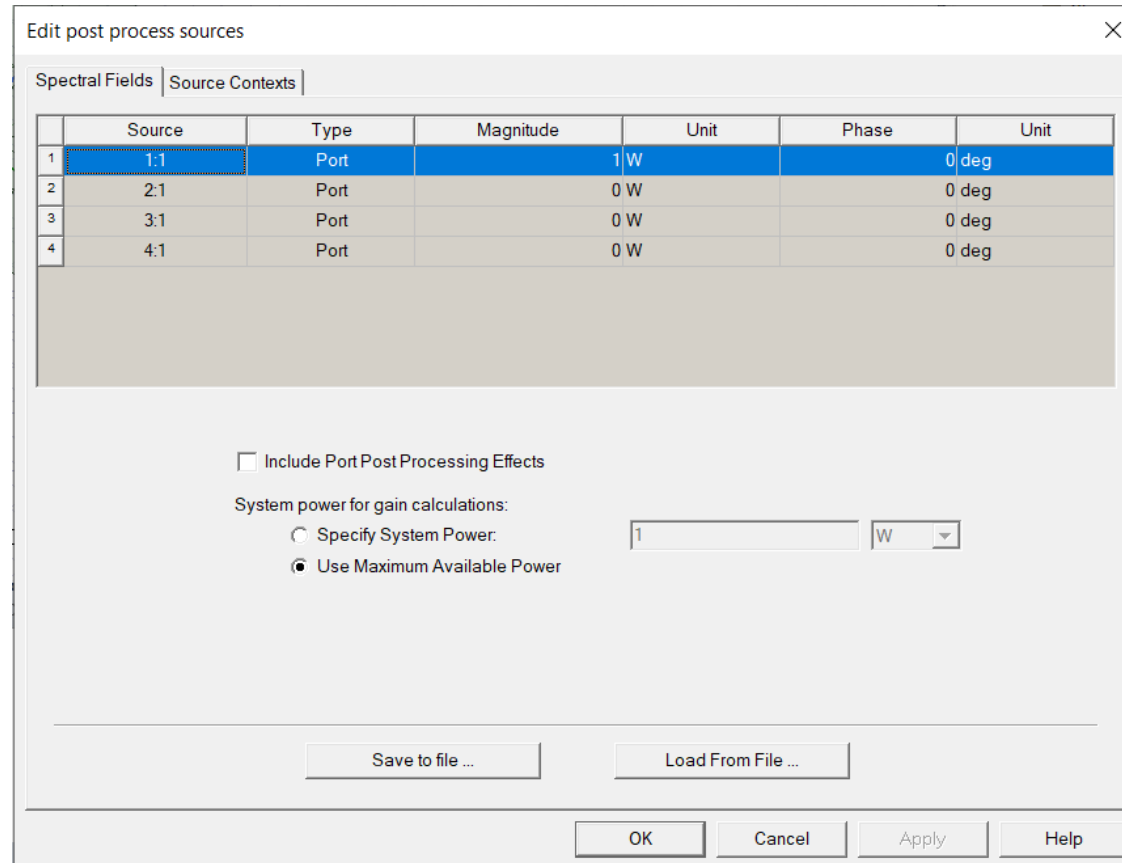 Edit post process sources
Spectral Fields Source Contexts
Source Type Magnitude Unit Phase Unit
1 1:1 Port 1 W 0 deg
2 2:1 Port 0 W 0 deg
3 3:1 Port 0 W 0 deg
4 4:1 Port 0 W 0 deg
Include Port Post Processing Effects
System power for gain calculations:
Specify System Power: 1 W
Use Maximum Available Power
Save to file ... Load From File ...
OK Cancel Apply Help